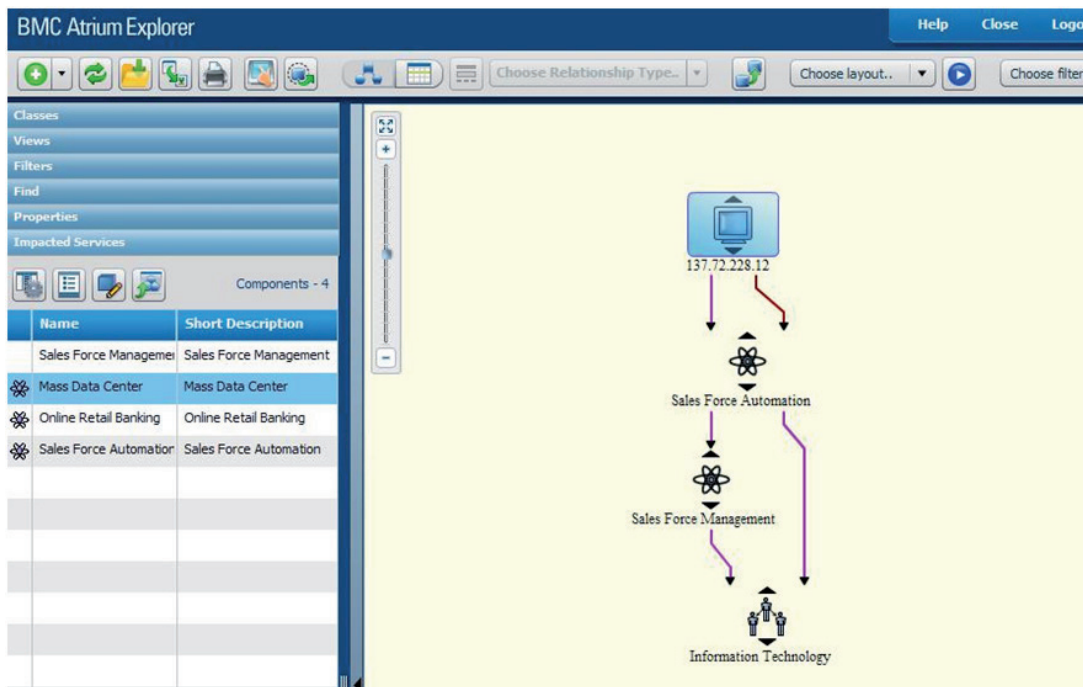 BMC Atrium Explorer
Help Close Logo
Choose Relationship Type..
Choose layout..
Choose filter
Classes
Views
Filters
Find
Properties
Impacted Services
Components - 4
Name Short Description
Sales Force Managemer Sales Force Management
Mass Data Center Mass Data Center
Online Retail Banking Online Retail Banking
Sales Force Automation Sales Force Automation
137.72.228.12
Sales Force Automation
Sales Force Management
Information Technology